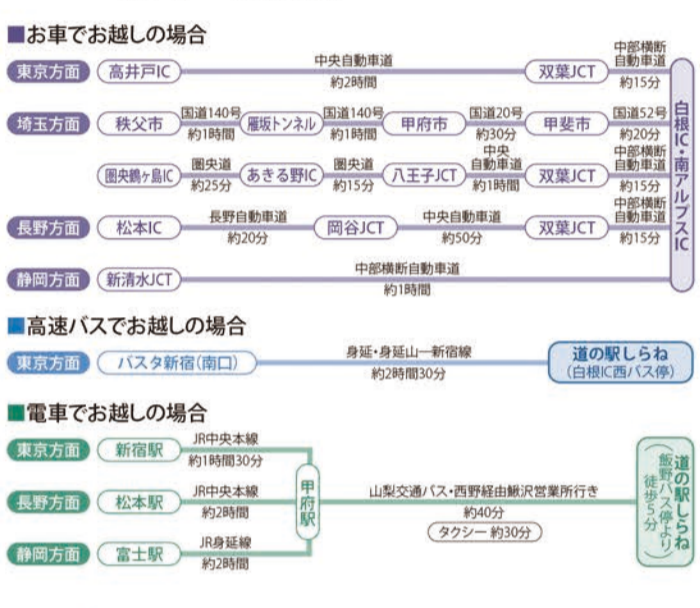 ■お車でお越しの場合
東京方面 高井戸IC 中央自動車道 約2時間 双葉JCT 中部横断自動車道 約15分
埼玉方面 秩父市 国道140号 約1時間 雁坂トンネル 国道140号 約1時間 甲府市 国道20号 約30分 甲斐市 国道52号 約20分
圏央鶴ヶ島IC 圏央道 約25分 あきる野IC 圏央道 約15分 八王子JCT 中央自動車道 約1時間 双葉JCT 中部横断自動車道 約15分
長野方面 松本IC 長野自動車道 約20分 岡谷JCT 中央自動車道 約50分 双葉JCT 中部横断自動車道 約15分
静岡方面 新清水JCT 中部横断自動車道 約1時間
白根IC・南アルプスIC
■高速バスでお越しの場合
東京方面 バスタ新宿(南口) 身延・身延山―新宿線 約2時間30分 道の駅しらね
(白根IC西バス停)
■電車でお越しの場合
東京方面 新宿駅 JR中央本線 約1時間30分
長野方面 松本駅 JR中央本線 約2時間
静岡方面 富士駅 JR身延線 約2時間
甲府駅
山梨交通バス・西野経由鰍沢営業所行き
約40分
タクシー 約30分
道の駅しらね
(飯野バス停より
徒歩5分)